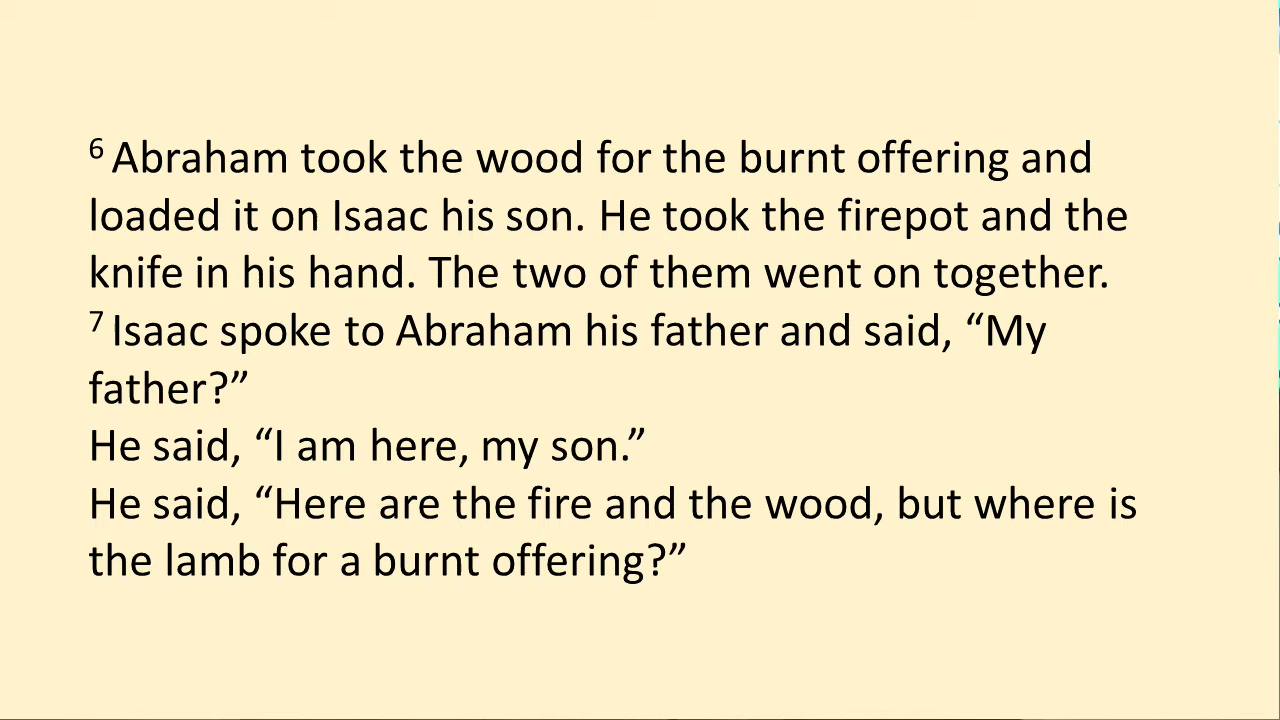 ⁶ Abraham took the wood for the burnt offering and
loaded it on Isaac his son. He took the firepot and the
knife in his hand. The two of them went on together.
⁷ Isaac spoke to Abraham his father and said, “My
father?”
He said, “I am here, my son.”
He said, “Here are the fire and the wood, but where is
the lamb for a burnt offering?”